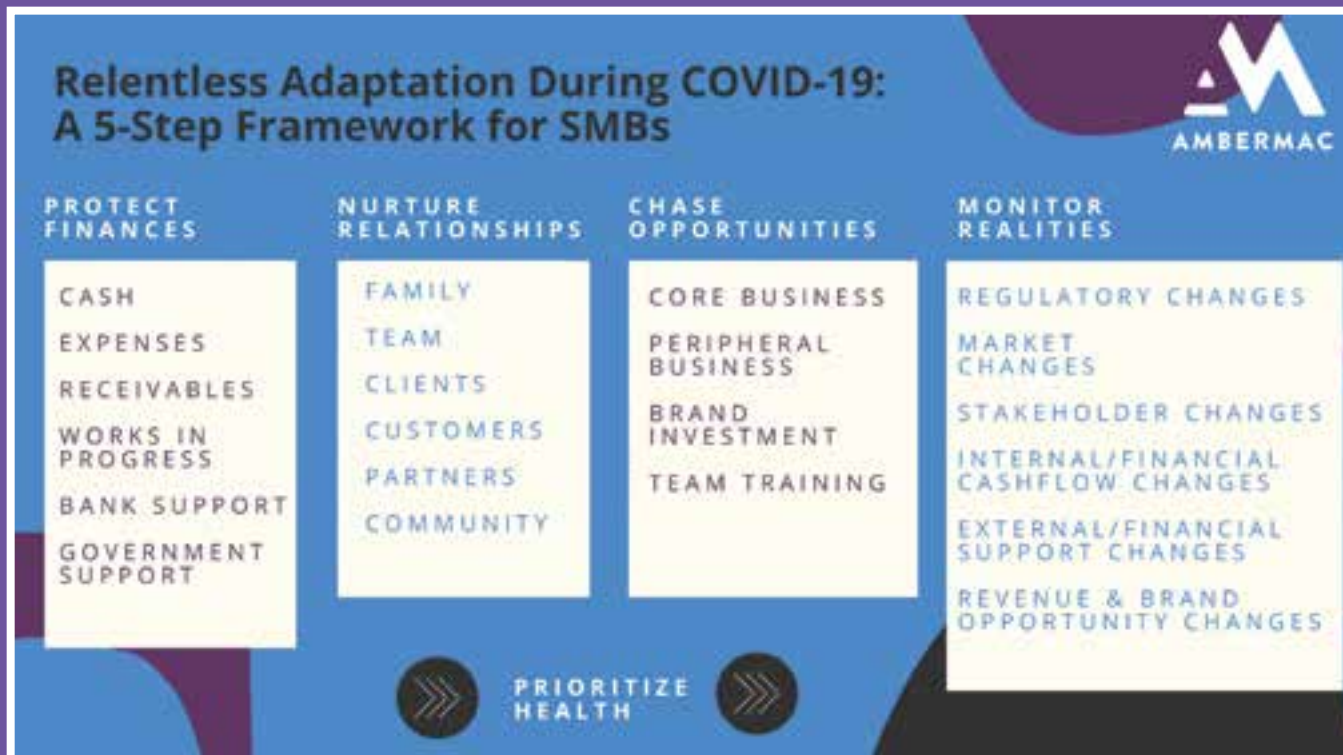 Relentless Adaptation During COVID-19:
A 5-Step Framework for SMBs
AMBERMAC
PROTECT
FINANCES
CASH
EXPENSES
RECEIVABLES
WORKS IN
PROGRESS
BANK SUPPORT
GOVERNMENT
SUPPORT
NURTURE
RELATIONSHIPS
FAMILY
TEAM
CLIENTS
CUSTOMERS
PARTNERS
COMMUNITY
CHASE
OPPORTUNITIES
CORE BUSINESS
PERIPHERAL
BUSINESS
BRAND
INVESTMENT
TEAM TRAINING
MONITOR
REALITIES
REGULATORY CHANGES
MARKET
CHANGES
STAKEHOLDER CHANGES
INTERNAL/FINANCIAL
CASHFLOW CHANGES
EXTERNAL/FINANCIAL
SUPPORT CHANGES
REVENUE & BRAND
OPPORTUNITY CHANGES
PRIORITIZE
HEALTH